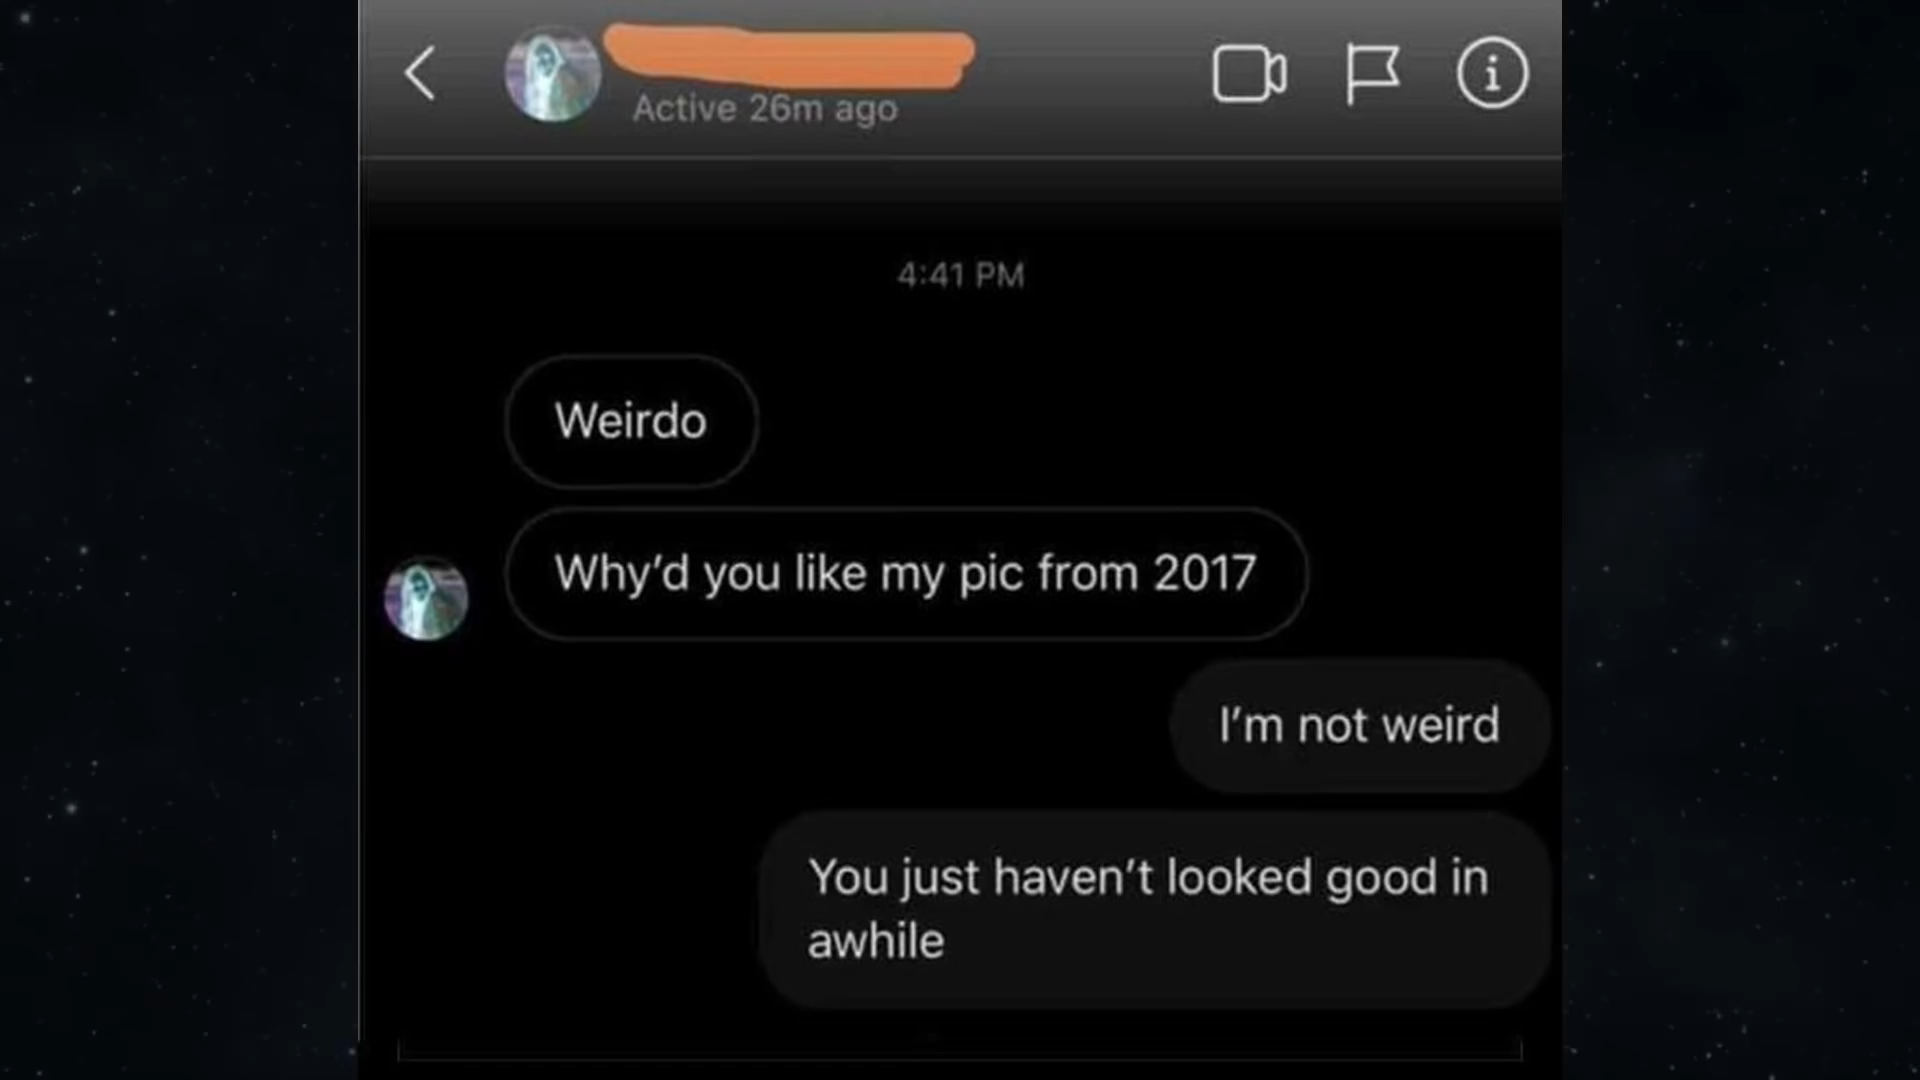 Active 26m ago
4:41 PM
Weirdo
Why'd you like my pic from 2017
I'm not weird
You just haven't looked good in
awhile